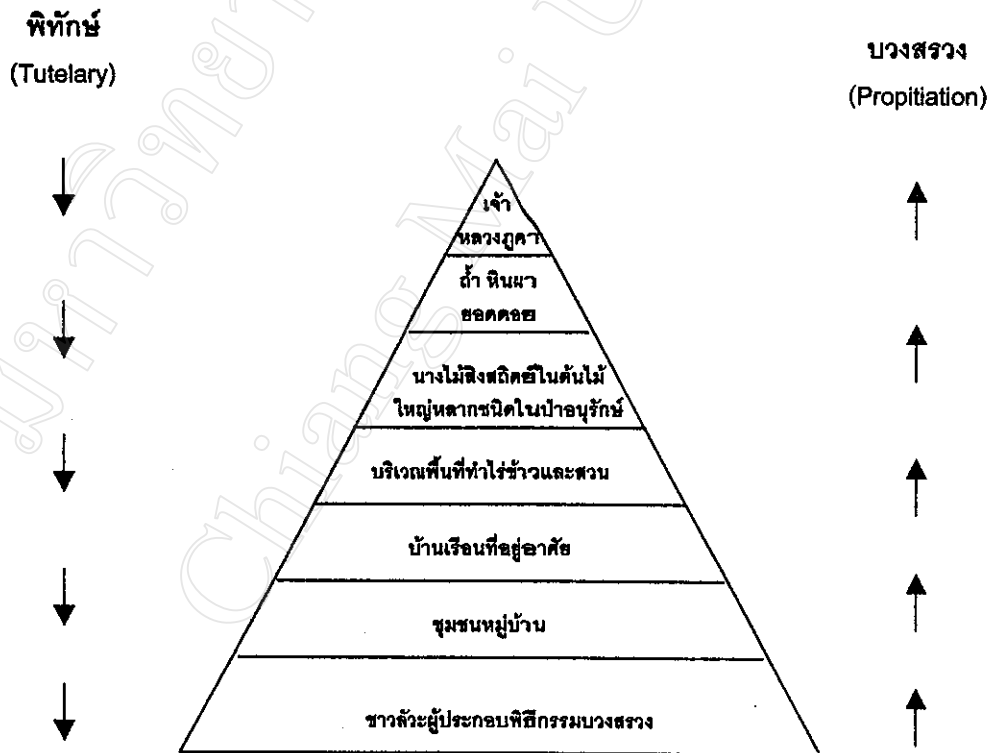 พิทักษ์
(Tutelary)
บวงสรวง
(Propitiation)
เจ้า
หลวงภูคา
ถ้ำ หินผา
ยอดดอย
นางไม้สิงสถิตย์ในต้นไม้
ใหญ่หลากชนิดในป่าอนุรักษ์
บริเวณพื้นที่ทำไร่ข้าวและสวน
บ้านเรือนที่อยู่อาศัย
ชุมชนหมู่บ้าน
ชาวลัวะผู้ประกอบพิธีกรรมบวงสรวง
Chiang Mai U